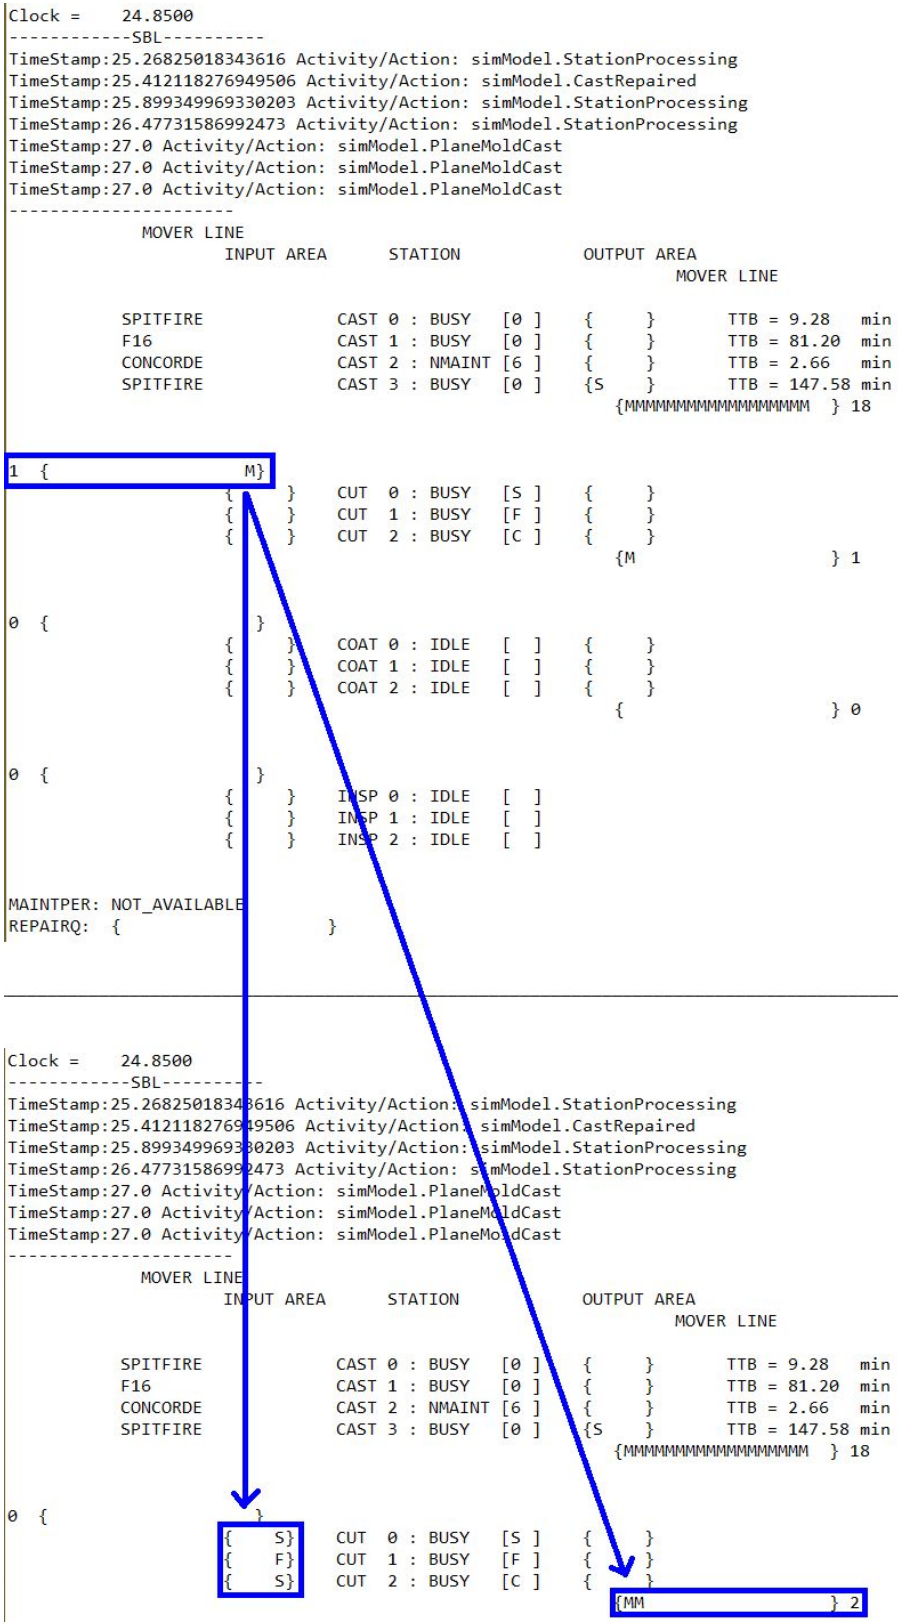 Clock =    24.8500
------------SBL----------
TimeStamp:25.26825018343616 Activity/Action: simModel.StationProcessing
TimeStamp:25.412118276949506 Activity/Action: simModel.CastRepaired
TimeStamp:25.899349969330203 Activity/Action: simModel.StationProcessing
TimeStamp:26.47731586992473 Activity/Action: simModel.StationProcessing
TimeStamp:27.0 Activity/Action: simModel.PlaneMoldCast
TimeStamp:27.0 Activity/Action: simModel.PlaneMoldCast
TimeStamp:27.0 Activity/Action: simModel.PlaneMoldCast
----------------------
MOVER LINE
INPUT AREA      STATION            OUTPUT AREA
MOVER LINE
SPITFIRE             CAST 0 : BUSY   [0 ]    {     }       TTB = 9.28   min
F16                  CAST 1 : BUSY   [0 ]    {     }       TTB = 81.20  min
CONCORDE             CAST 2 : NMAINT [6 ]    {     }       TTB = 2.66   min
SPITFIRE             CAST 3 : BUSY   [0 ]    {S    }       TTB = 147.58 min
{MMMMMMMMMMMMMMMMMM  } 18
1  {                   M}
{     }    CUT  0 : BUSY   [S ]    {     }
{     }    CUT  1 : BUSY   [F ]    {     }
{     }    CUT  2 : BUSY   [C ]    {     }
{M                   } 1
0  {                    }
{     }    COAT 0 : IDLE   [  ]    {     }
{     }    COAT 1 : IDLE   [  ]    {     }
{     }    COAT 2 : IDLE   [  ]    {     }
{                    } 0
0  {                    }
{     }    INSP 0 : IDLE   [  ]
{     }    INSP 1 : IDLE   [  ]
{     }    INSP 2 : IDLE   [  ]
MAINTPER: NOT_AVAILABLE
REPAIRQ:  {                    }
Clock =    24.8500
------------SBL----------
TimeStamp:25.26825018343616 Activity/Action: simModel.StationProcessing
TimeStamp:25.412118276949506 Activity/Action: simModel.CastRepaired
TimeStamp:25.899349969330203 Activity/Action: simModel.StationProcessing
TimeStamp:26.47731586992473 Activity/Action: simModel.StationProcessing
TimeStamp:27.0 Activity/Action: simModel.PlaneMoldCast
TimeStamp:27.0 Activity/Action: simModel.PlaneMoldCast
TimeStamp:27.0 Activity/Action: simModel.PlaneMoldCast
----------------------
MOVER LINE
INPUT AREA      STATION            OUTPUT AREA
MOVER LINE
SPITFIRE             CAST 0 : BUSY   [0 ]    {     }       TTB = 9.28   min
F16                  CAST 1 : BUSY   [0 ]    {     }       TTB = 81.20  min
CONCORDE             CAST 2 : NMAINT [6 ]    {     }       TTB = 2.66   min
SPITFIRE             CAST 3 : BUSY   [0 ]    {S    }       TTB = 147.58 min
{MMMMMMMMMMMMMMMMMM  } 18
0  {                    }
{    S}    CUT  0 : BUSY   [S ]    {     }
{    F}    CUT  1 : BUSY   [F ]    {     }
{    S}    CUT  2 : BUSY   [C ]    {     }
{MM                  } 2